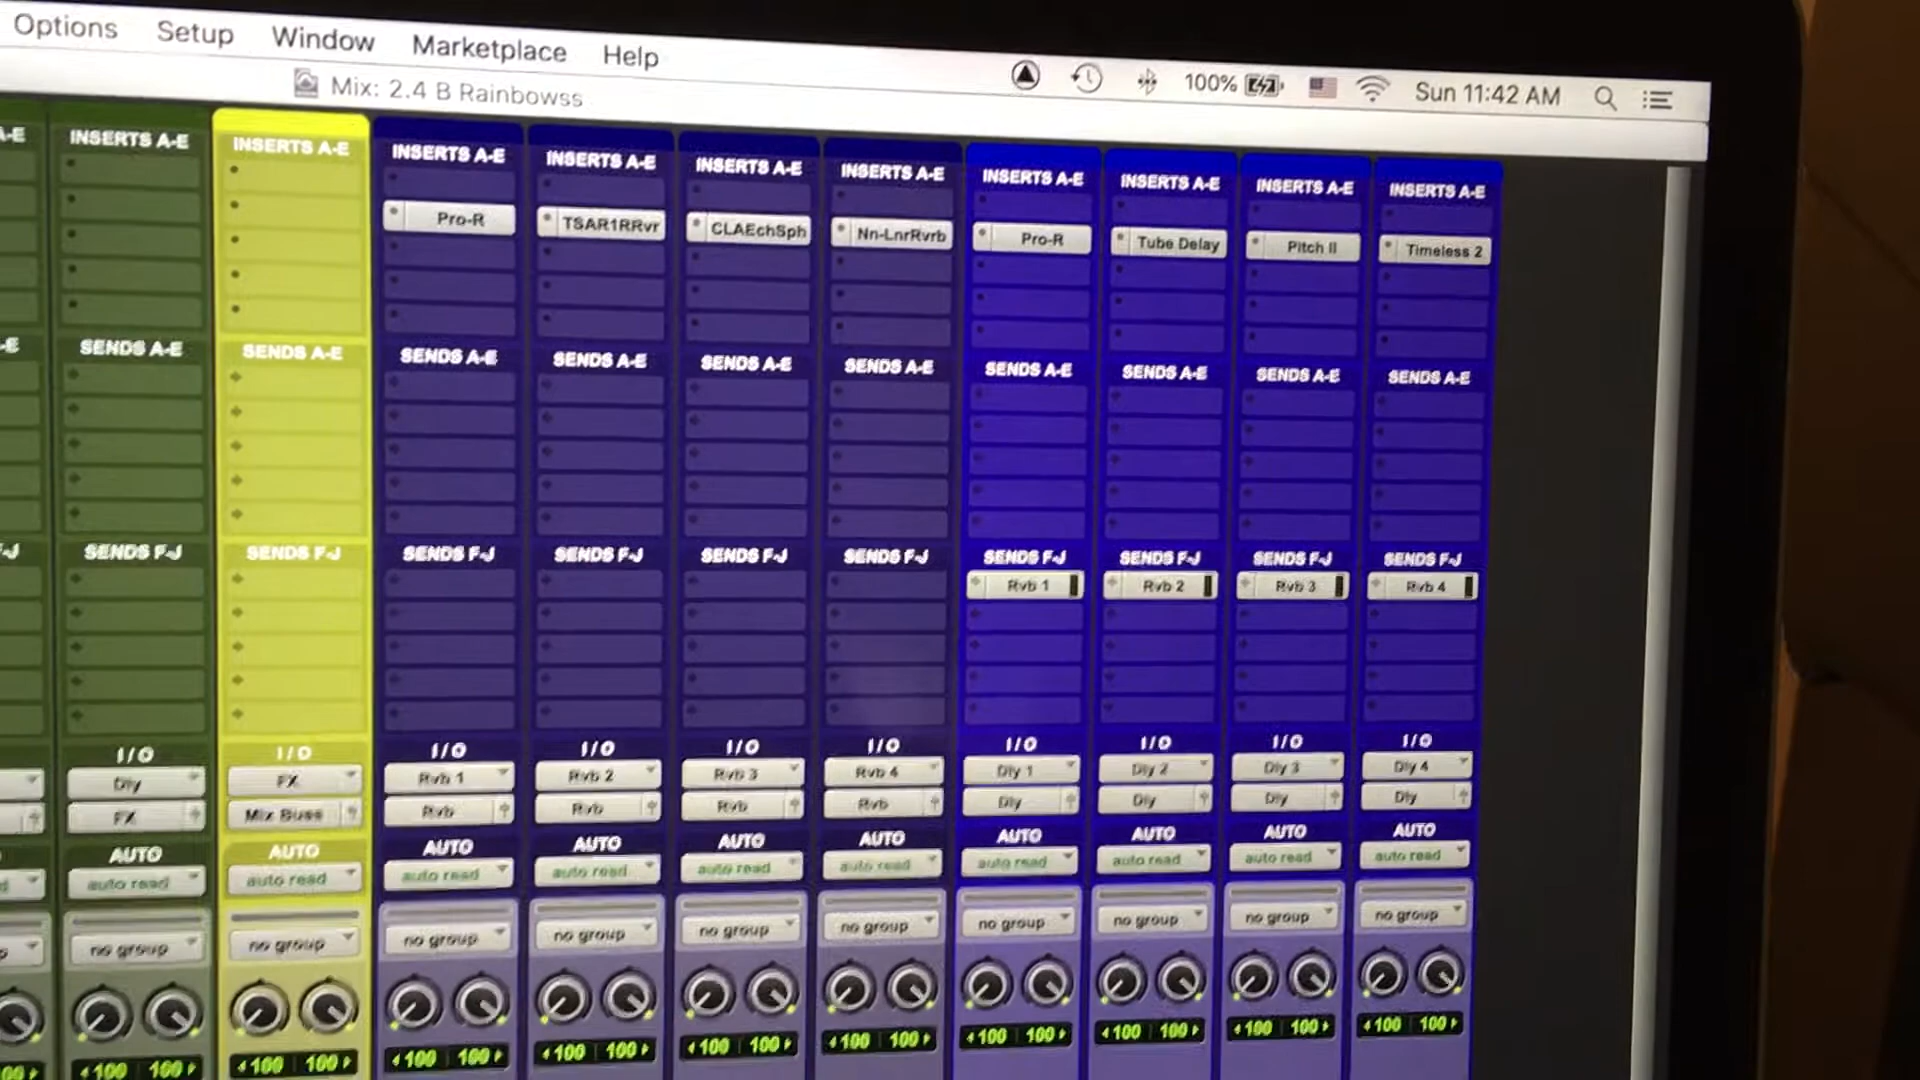 Options Setup Window Marketplace Help 100% Sun 11:42 AM
Mix: 2.4 B Rainbowss
A-E INSERTS A-E INSERTS A-E INSERTS A-E INSERTS A-E INSERTS A-E INSERTS A-E INSERTS A-E INSERTS A-E INSERTS A-E INSERTS A-E
Pro-R TSAR1RRvr CLAEchSph Nn-LnrRvrb Pro-R Tube Delay Pitch II Timeless 2
-E SENDS A-E SENDS A-E SENDS A-E SENDS A-E SENDS A-E SENDS A-E SENDS A-E SENDS A-E SENDS A-E SENDS A-E
-J SENDS F-J SENDS F-J SENDS F-J SENDS F-J SENDS F-J SENDS F-J SENDS F-J SENDS F-J SENDS F-J SENDS F-J
Rvb 1 Rvb 2 Rvb 3 Rvb 4
I/O I/O I/O I/O I/O I/O I/O I/O I/O I/O
Dly FX Rvb 1 Rvb 2 Rvb 3 Rvb 4 Dly 1 Dly 2 Dly 3 Dly 4
FX Mix Buss Rvb Rvb Rvb Rvb Dly Dly Dly Dly
AUTO AUTO AUTO AUTO AUTO AUTO AUTO AUTO AUTO AUTO
d auto read auto read auto read auto read auto read auto read auto read auto read auto read auto read
p no group no group no group no group no group no group no group no group no group no group
100 100 100 100 100 100 100 100 100 100 100 100 100 100 100 100 100 100 100 100